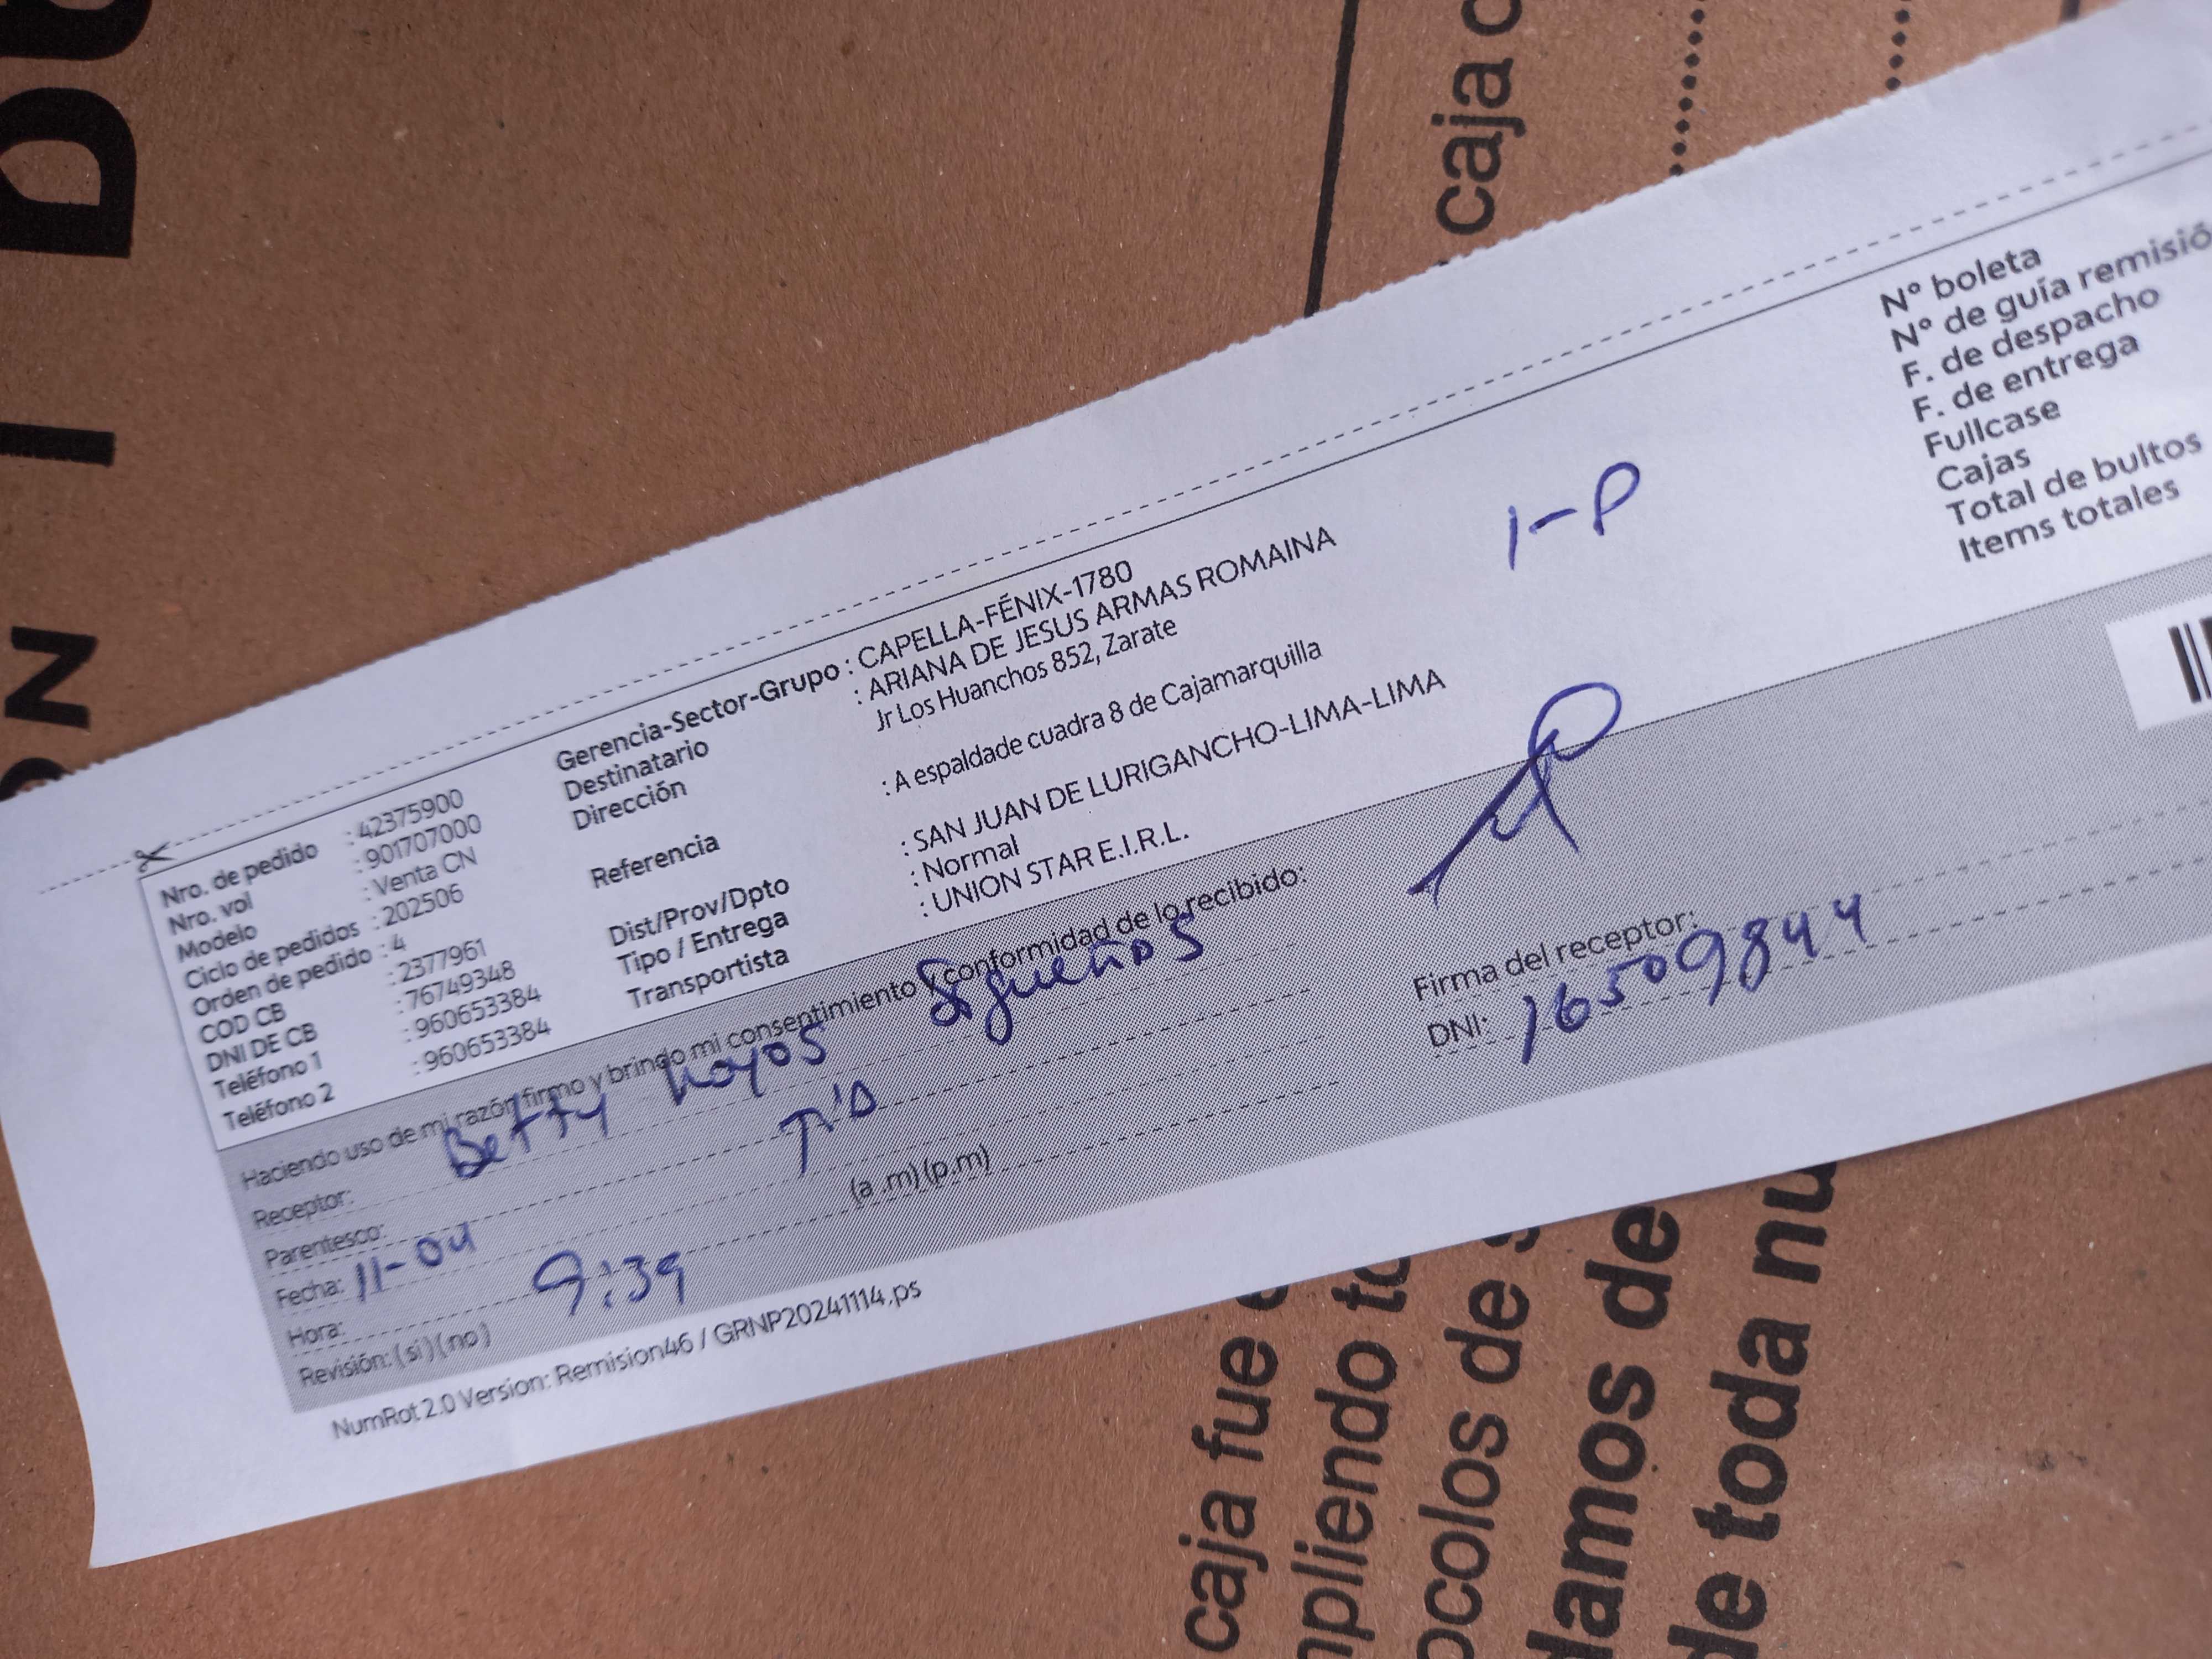 Nro. de pedido : 42375900
Nro. vol : 901707000
Modelo : Venta CN
Ciclo de pedidos : 202506
Orden de pedido : 4
COD CB : 2377961
DNI DE CB : 76749348
Teléfono 1 : 960653384
Teléfono 2 : 960653384
Gerencia-Sector-Grupo : CAPELLA-FÉNIX-1780
Destinatario : ARIANA DE JESUS ARMAS ROMAINA
Dirección Jr Los Huanchos 852, Zarate
Referencia : A espaldade cuadra 8 de Cajamarquilla
Dist/Prov/Dpto : SAN JUAN DE LURIGANCHO-LIMA-LIMA
Tipo / Entrega : Normal
Transportista : UNION STAR E.I.R.L.
1-P
N° boleta
N° de guía remisió
F. de despacho
F. de entrega
Fullcase
Cajas
Total de bultos
Items totales
Haciendo uso de mi razón firmo y brindo mi consentimiento y conformidad de lo recibido:
Receptor: Betty Hoyos Sigueños
Parentesco: Tía
Fecha: 11-04
Hora: 9:39 (a .m) (p.m)
Revisión: (si) (no)
Firma del receptor:
DNI: 16509844
NumRot 2.0 Version: Remision46 / GRNP20241114.ps
caja
caja fue
mpliendo to
ocolos de
damos de
de toda nu